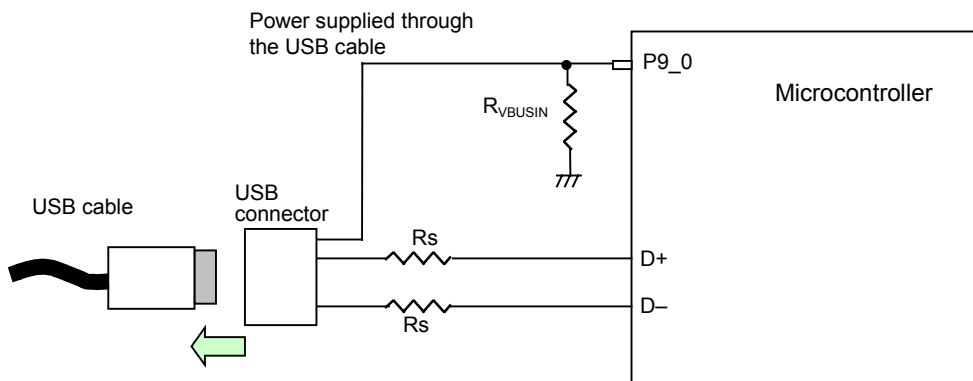 Power supplied through
the USB cable
P9_0
Microcontroller
RVBUSIN
USB cable
USB
connector
Rs
D+
D–
Rs